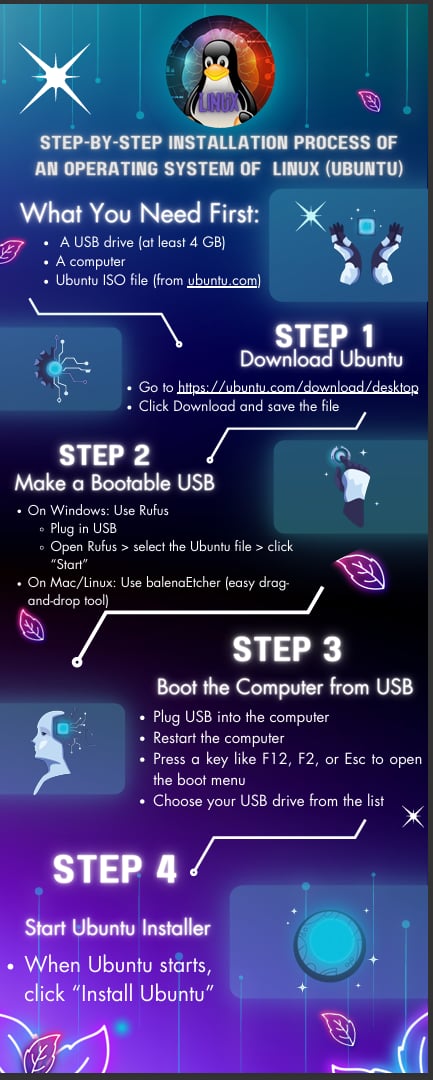 LINUX
STEP-BY-STEP INSTALLATION PROCESS OF
AN OPERATING SYSTEM OF LINUX (UBUNTU)
What You Need First:
• A USB drive (at least 4 GB)
• A computer
• Ubuntu ISO file (from ubuntu.com)
STEP 1
Download Ubuntu
• Go to https://ubuntu.com/download/desktop
• Click Download and save the file
STEP 2
Make a Bootable USB
• On Windows: Use Rufus
◦ Plug in USB
◦ Open Rufus > select the Ubuntu file > click
“Start”
• On Mac/Linux: Use balenaEtcher (easy drag-
and-drop tool)
STEP 3
Boot the Computer from USB
• Plug USB into the computer
• Restart the computer
• Press a key like F12, F2, or Esc to open
the boot menu
• Choose your USB drive from the list
STEP 4
Start Ubuntu Installer
• When Ubuntu starts,
click “Install Ubuntu”